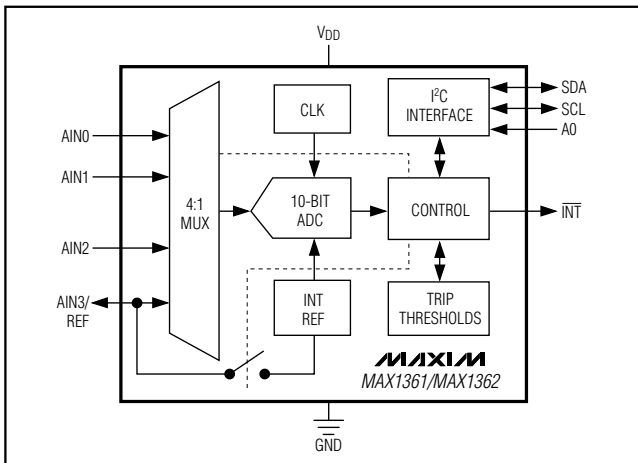 VDD
CLK
I²C
INTERFACE
SDA
SCL
A0
AIN0
AIN1
AIN2
AIN3/
REF
4:1
MUX
10-BIT
ADC
CONTROL
INT
INT
REF
TRIP
THRESHOLDS
MAXIM
MAX1361/MAX1362
GND